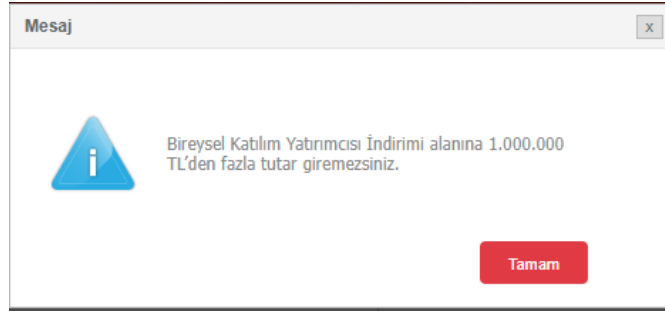 Mesaj
x
Bireysel Katılım Yatırımcısı İndirimi alanına 1.000.000
TL'den fazla tutar giremezsiniz.
Tamam